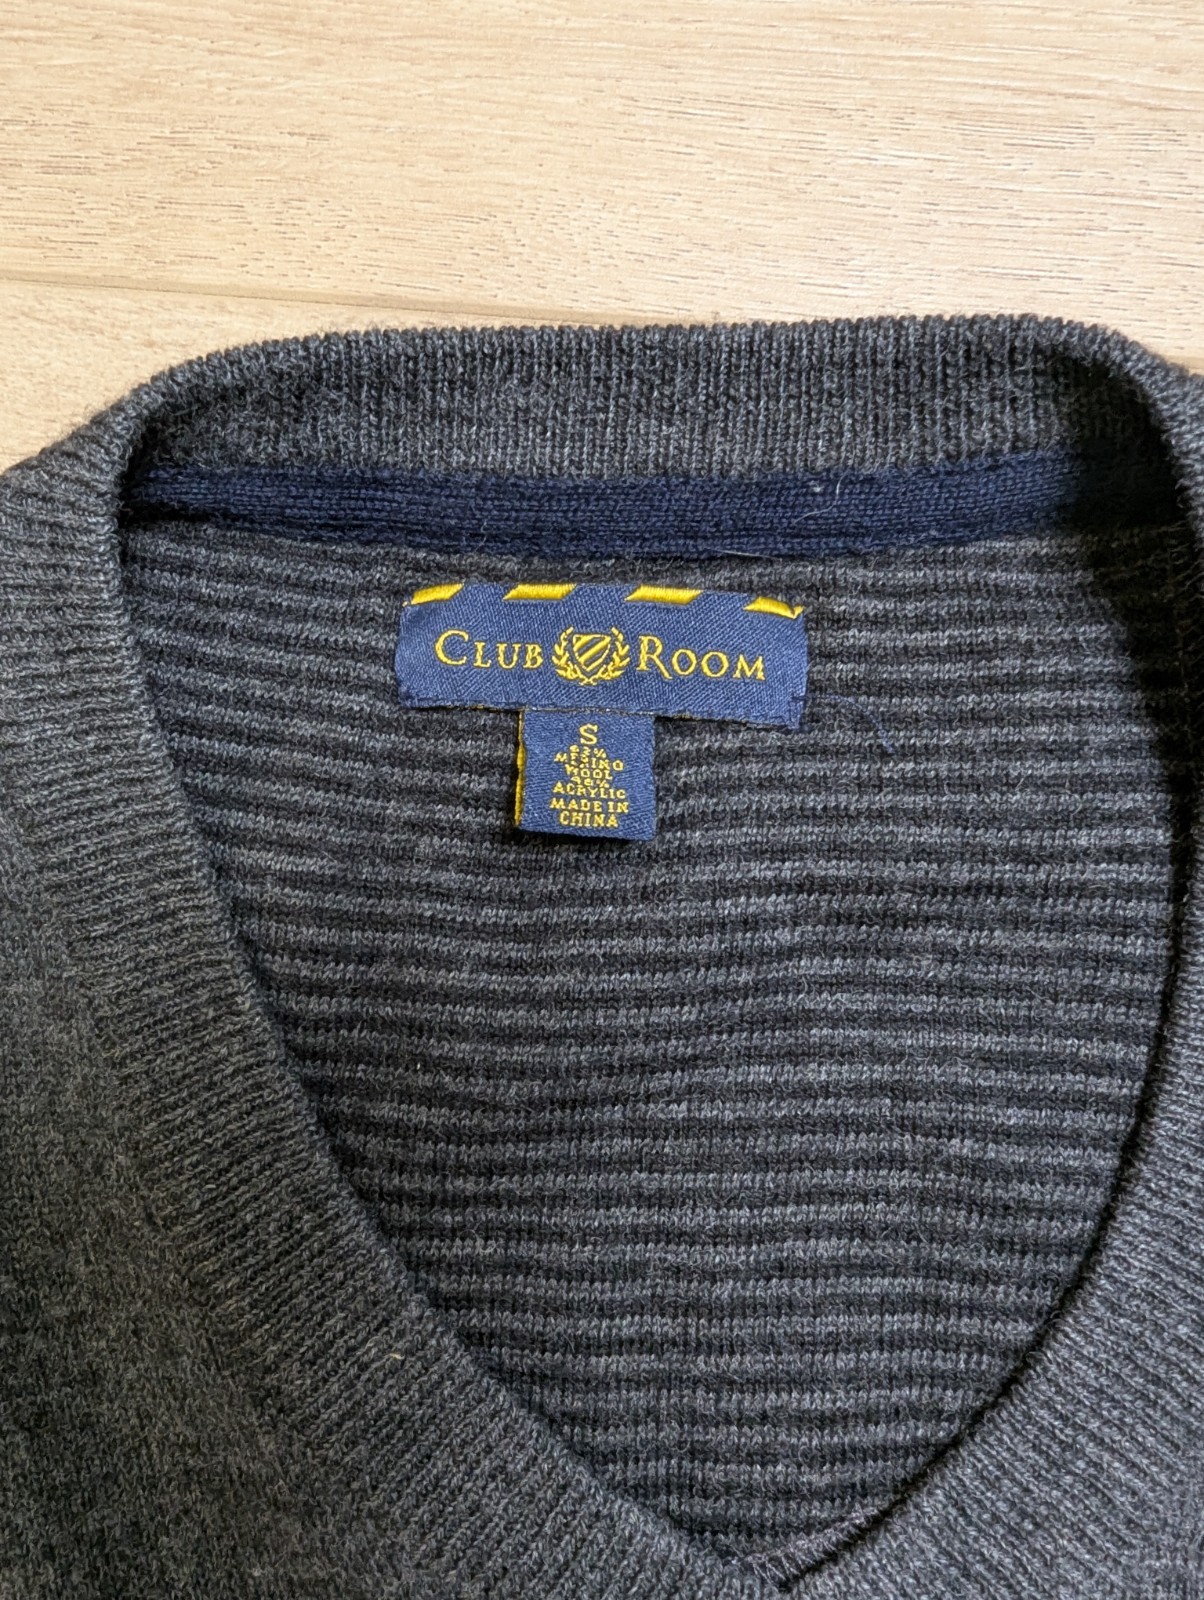 CLUB ROOM
S
MERINO
WOOL
ACRYLIC
MADE IN
CHINA